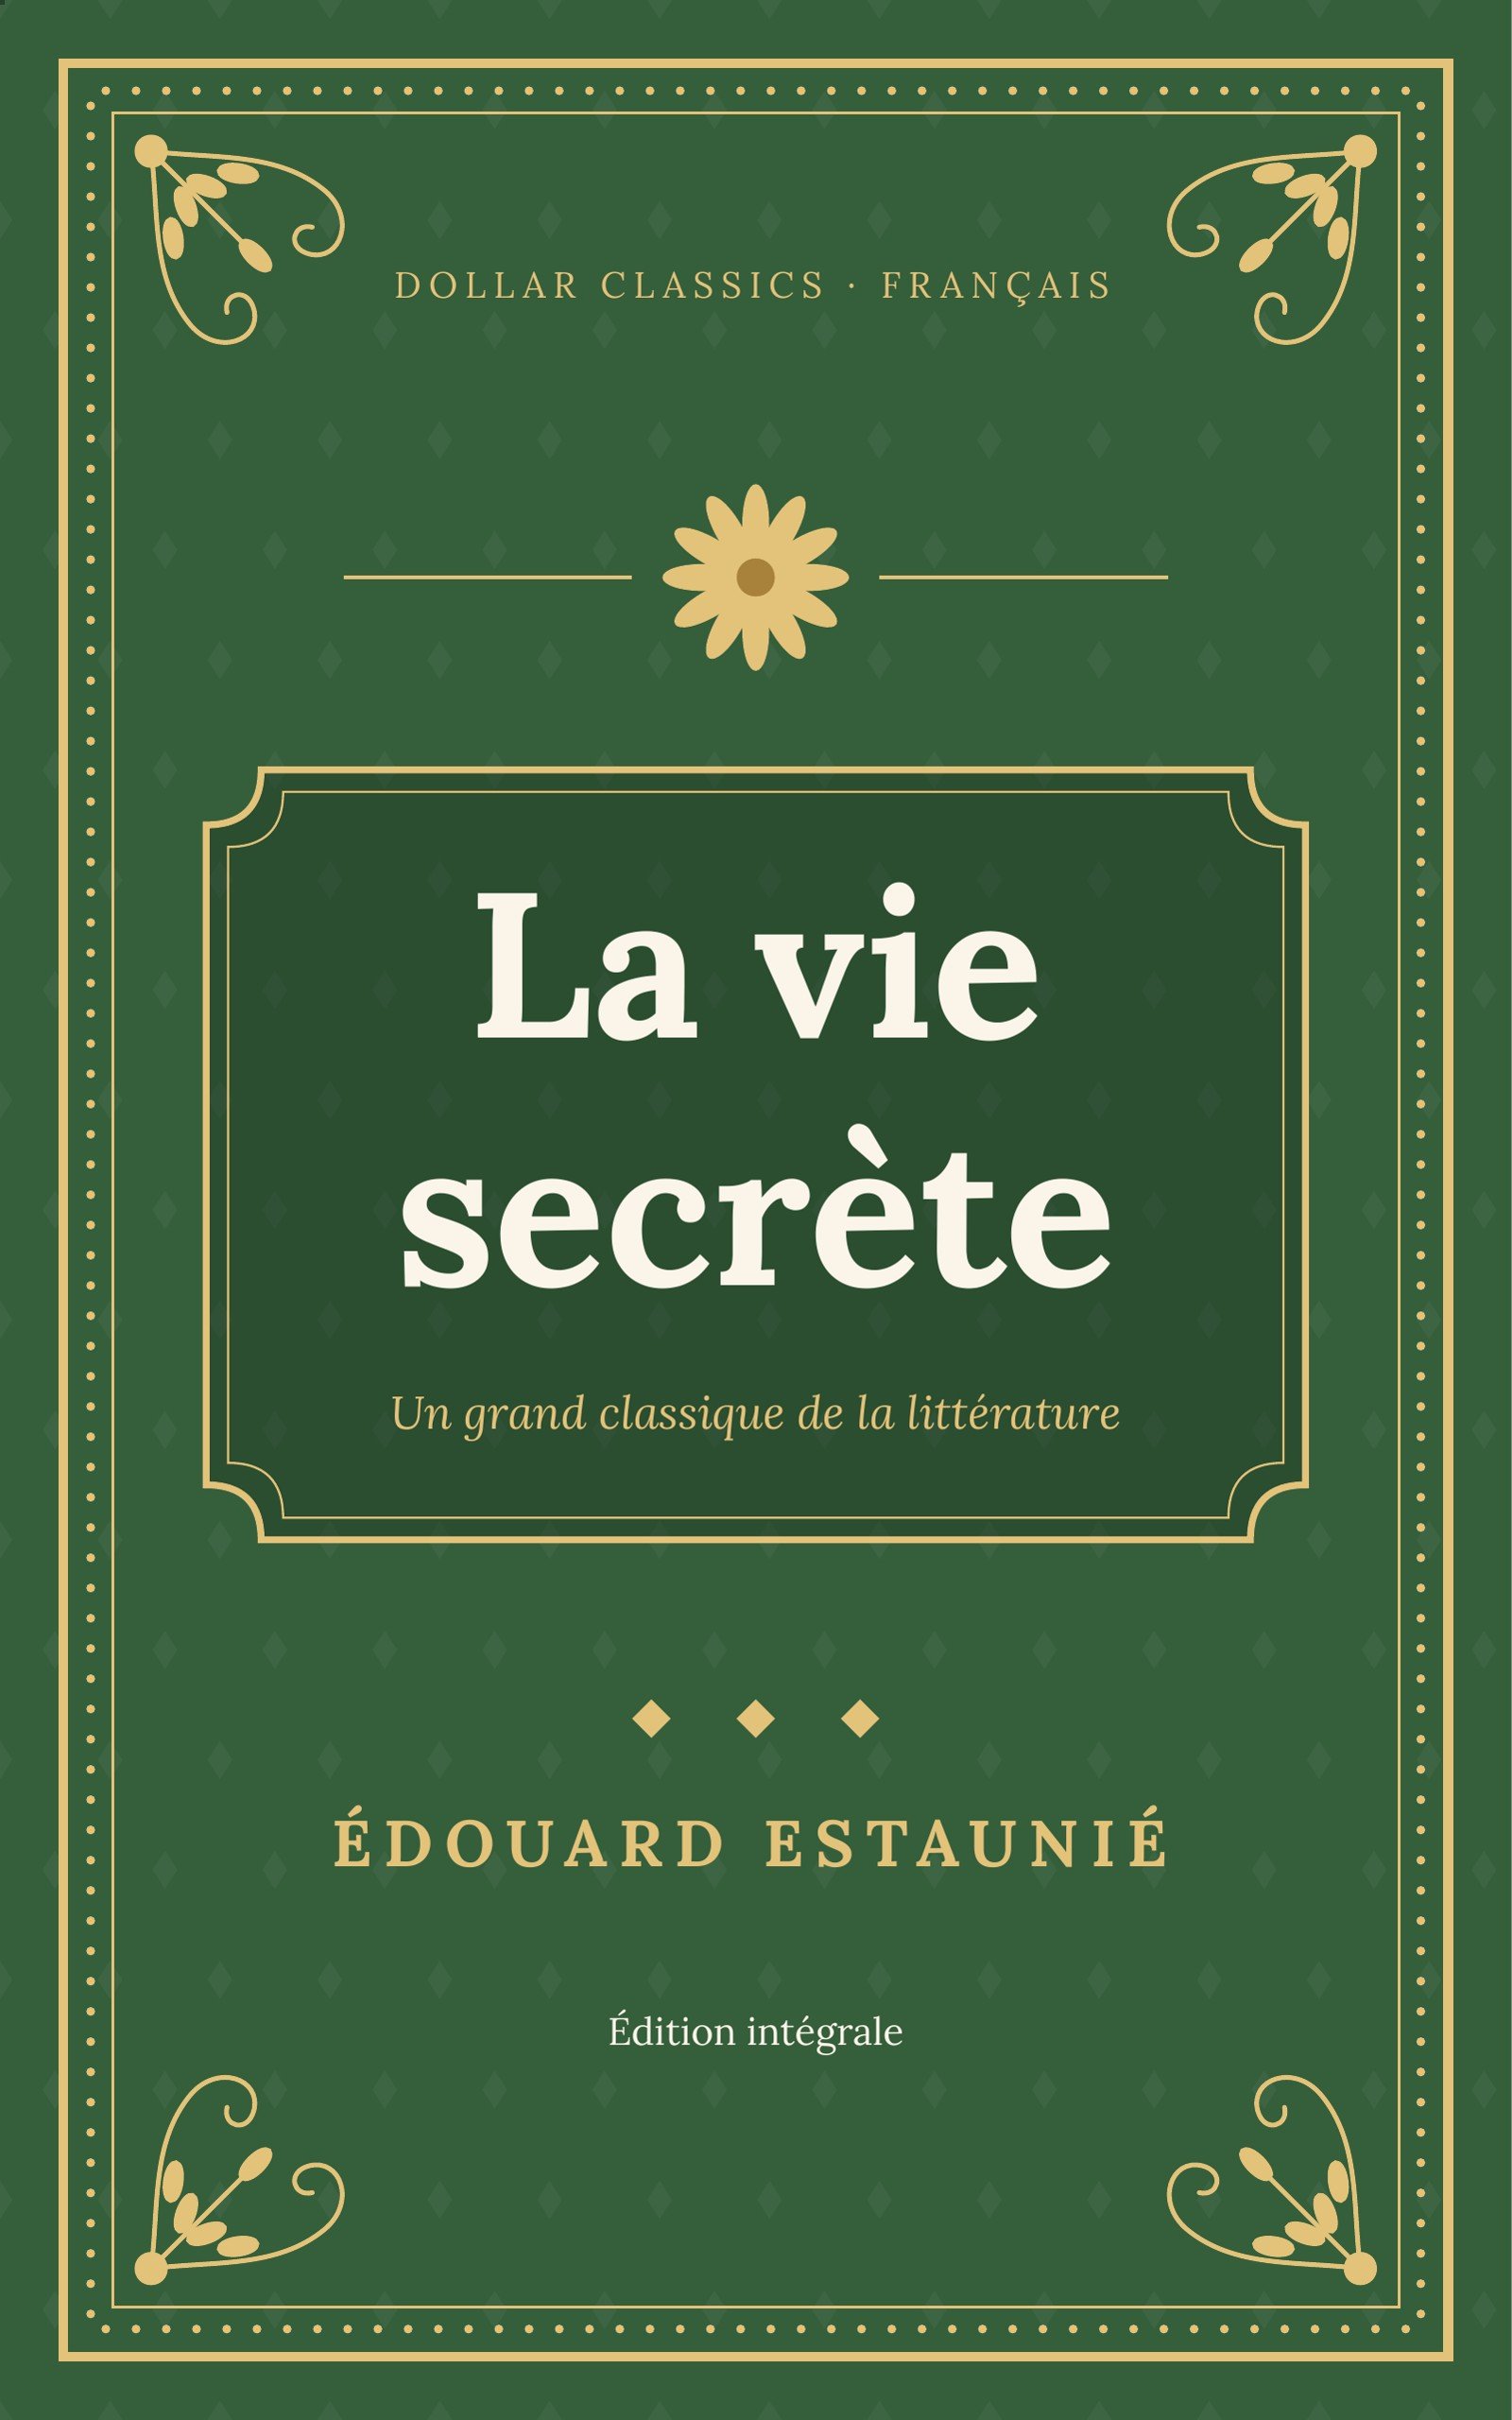 DOLLAR CLASSICS · FRANÇAIS
La vie
secrète
Un grand classique de la littérature
ÉDOUARD ESTAUNIÉ
Édition intégrale